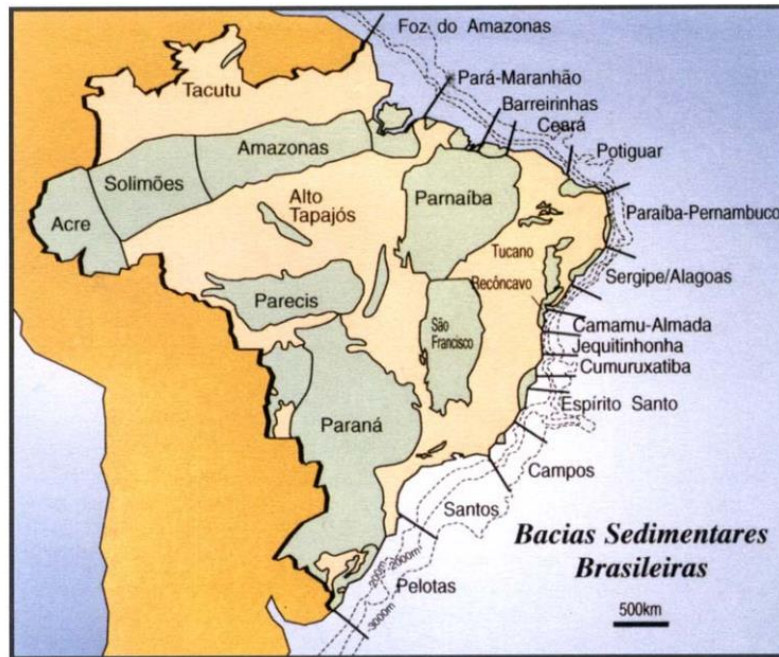 Foz do Amazonas
Pará-Maranhão
Barreirinhas
Ceará
Potiguar
Paraíba-Pernambuco
Sergipe/Alagoas
Camamu-Almada
Jequitinhonha
Cumuruxatiba
Espírito Santo
Campos
Santos
Pelotas
Tacutu
Amazonas
Solimões
Acre
Alto
Tapajós
Parnaíba
Tucano
Recôncavo
Parecis
São
Francisco
Paraná
-200m-
-2000m-
-3000m
Bacias Sedimentares
Brasileiras
500km